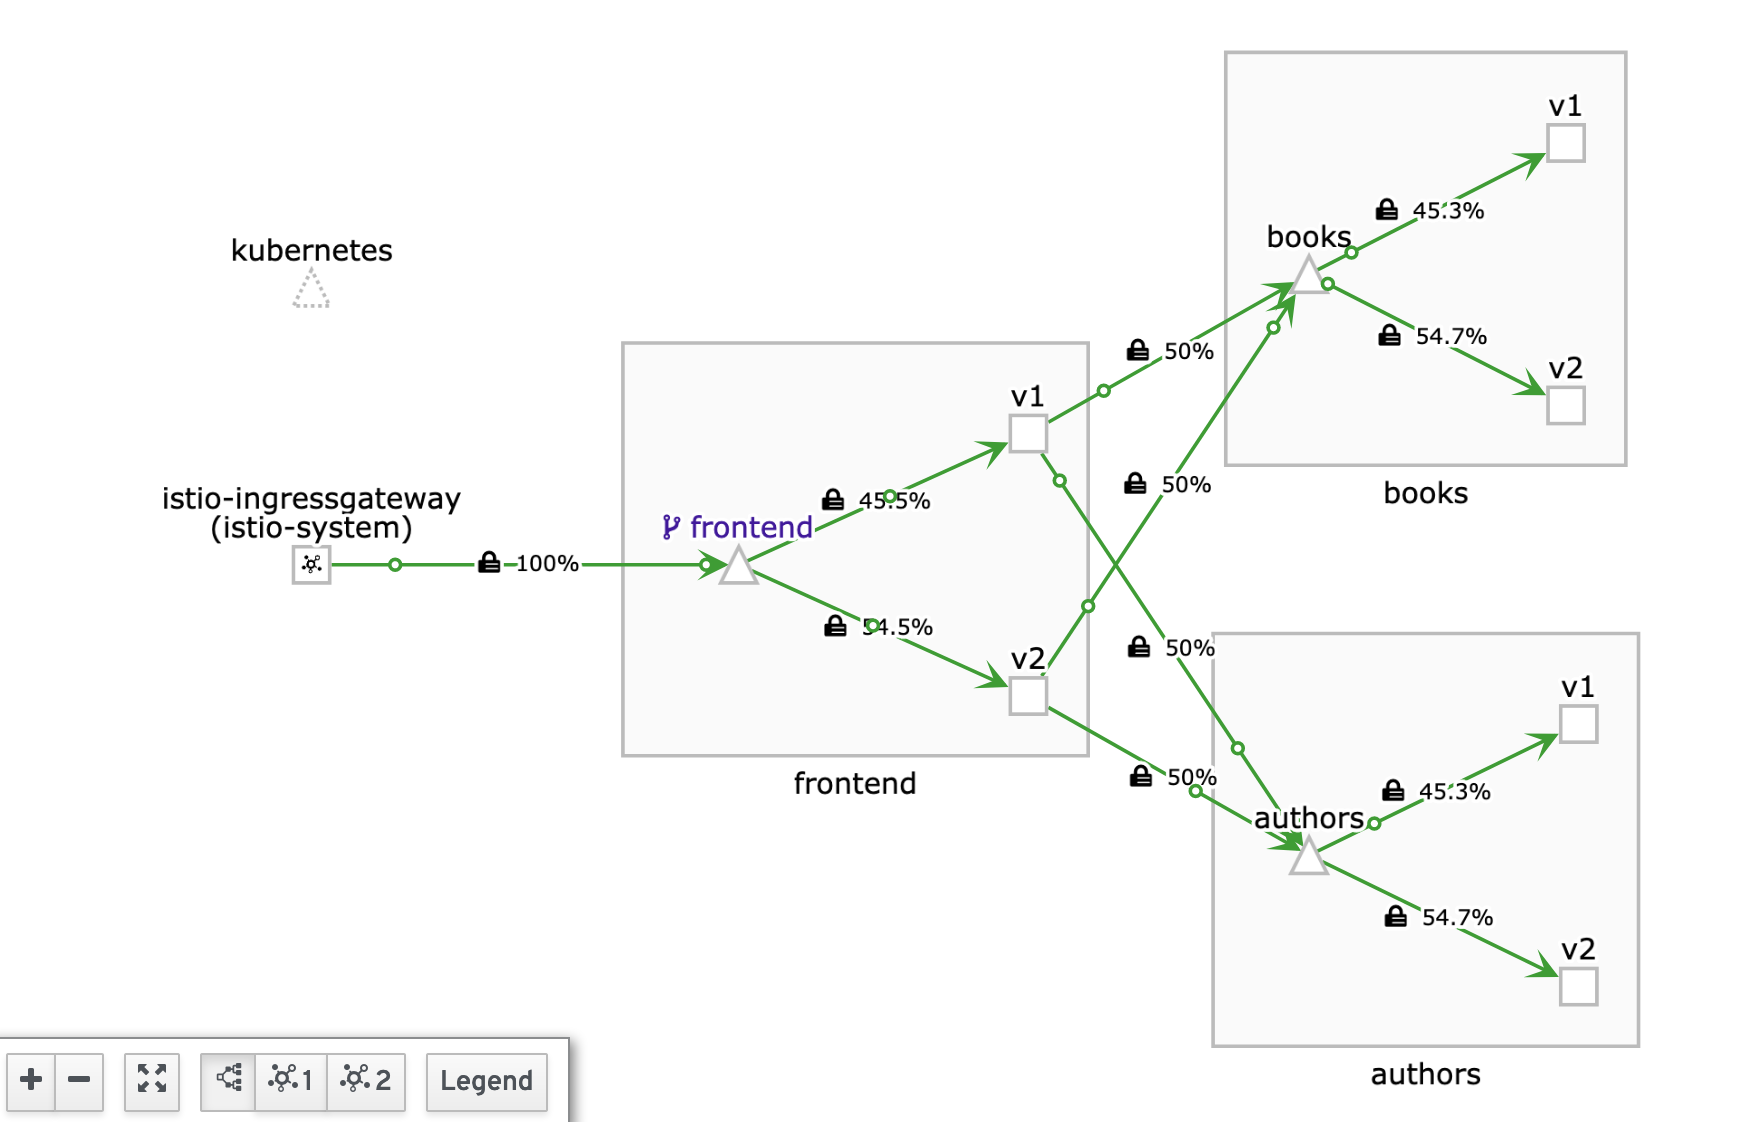 v1
45.3%
books
kubernetes
54.7%
50%
v2
v1
50%
books
istio-ingressgateway
(istio-system)
45.5%
frontend
100%
54.5%
50%
v2
v1
frontend
50%
45.3%
authors
54.7%
v2
authors
1
2
Legend